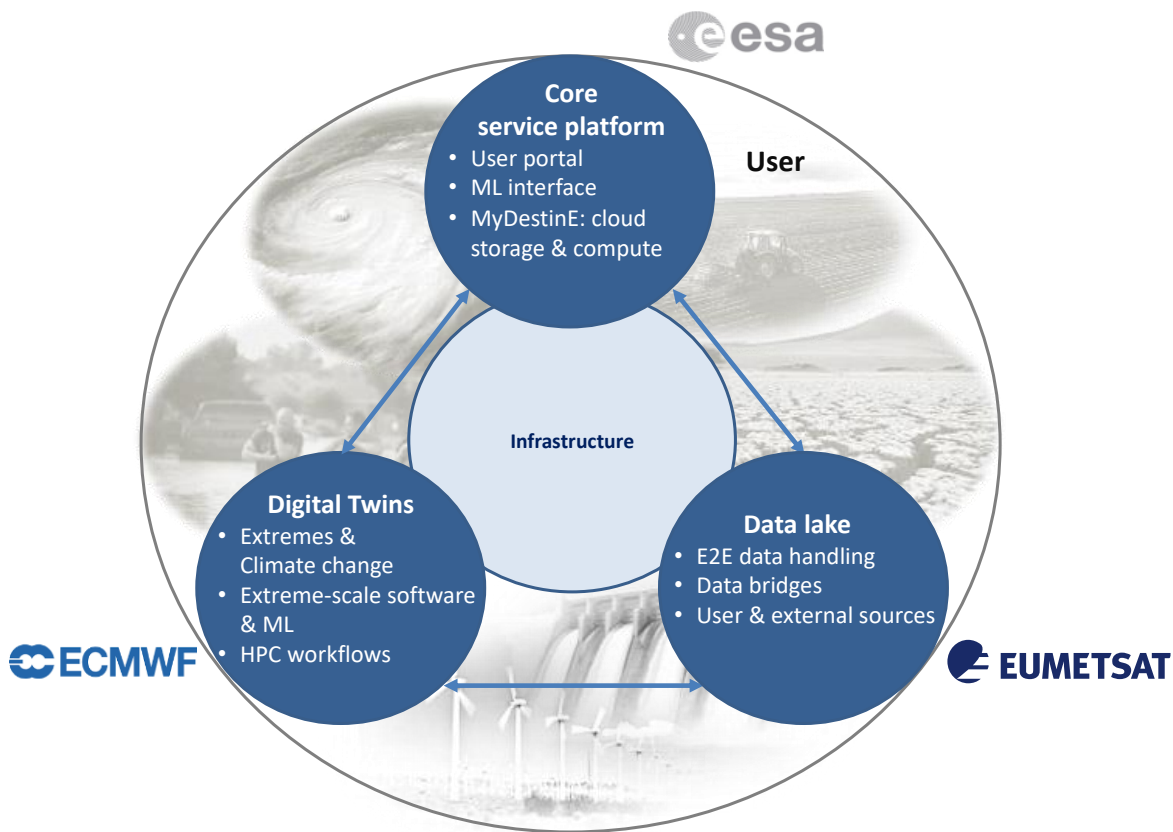 esa
Core
service platform
• User portal
• ML interface
• MyDestinE: cloud
storage & compute
User
Infrastructure
Digital Twins
• Extremes &
Climate change
• Extreme-scale software
& ML
• HPC workflows
Data lake
• E2E data handling
• Data bridges
• User & external sources
ECMWF
EUMETSAT